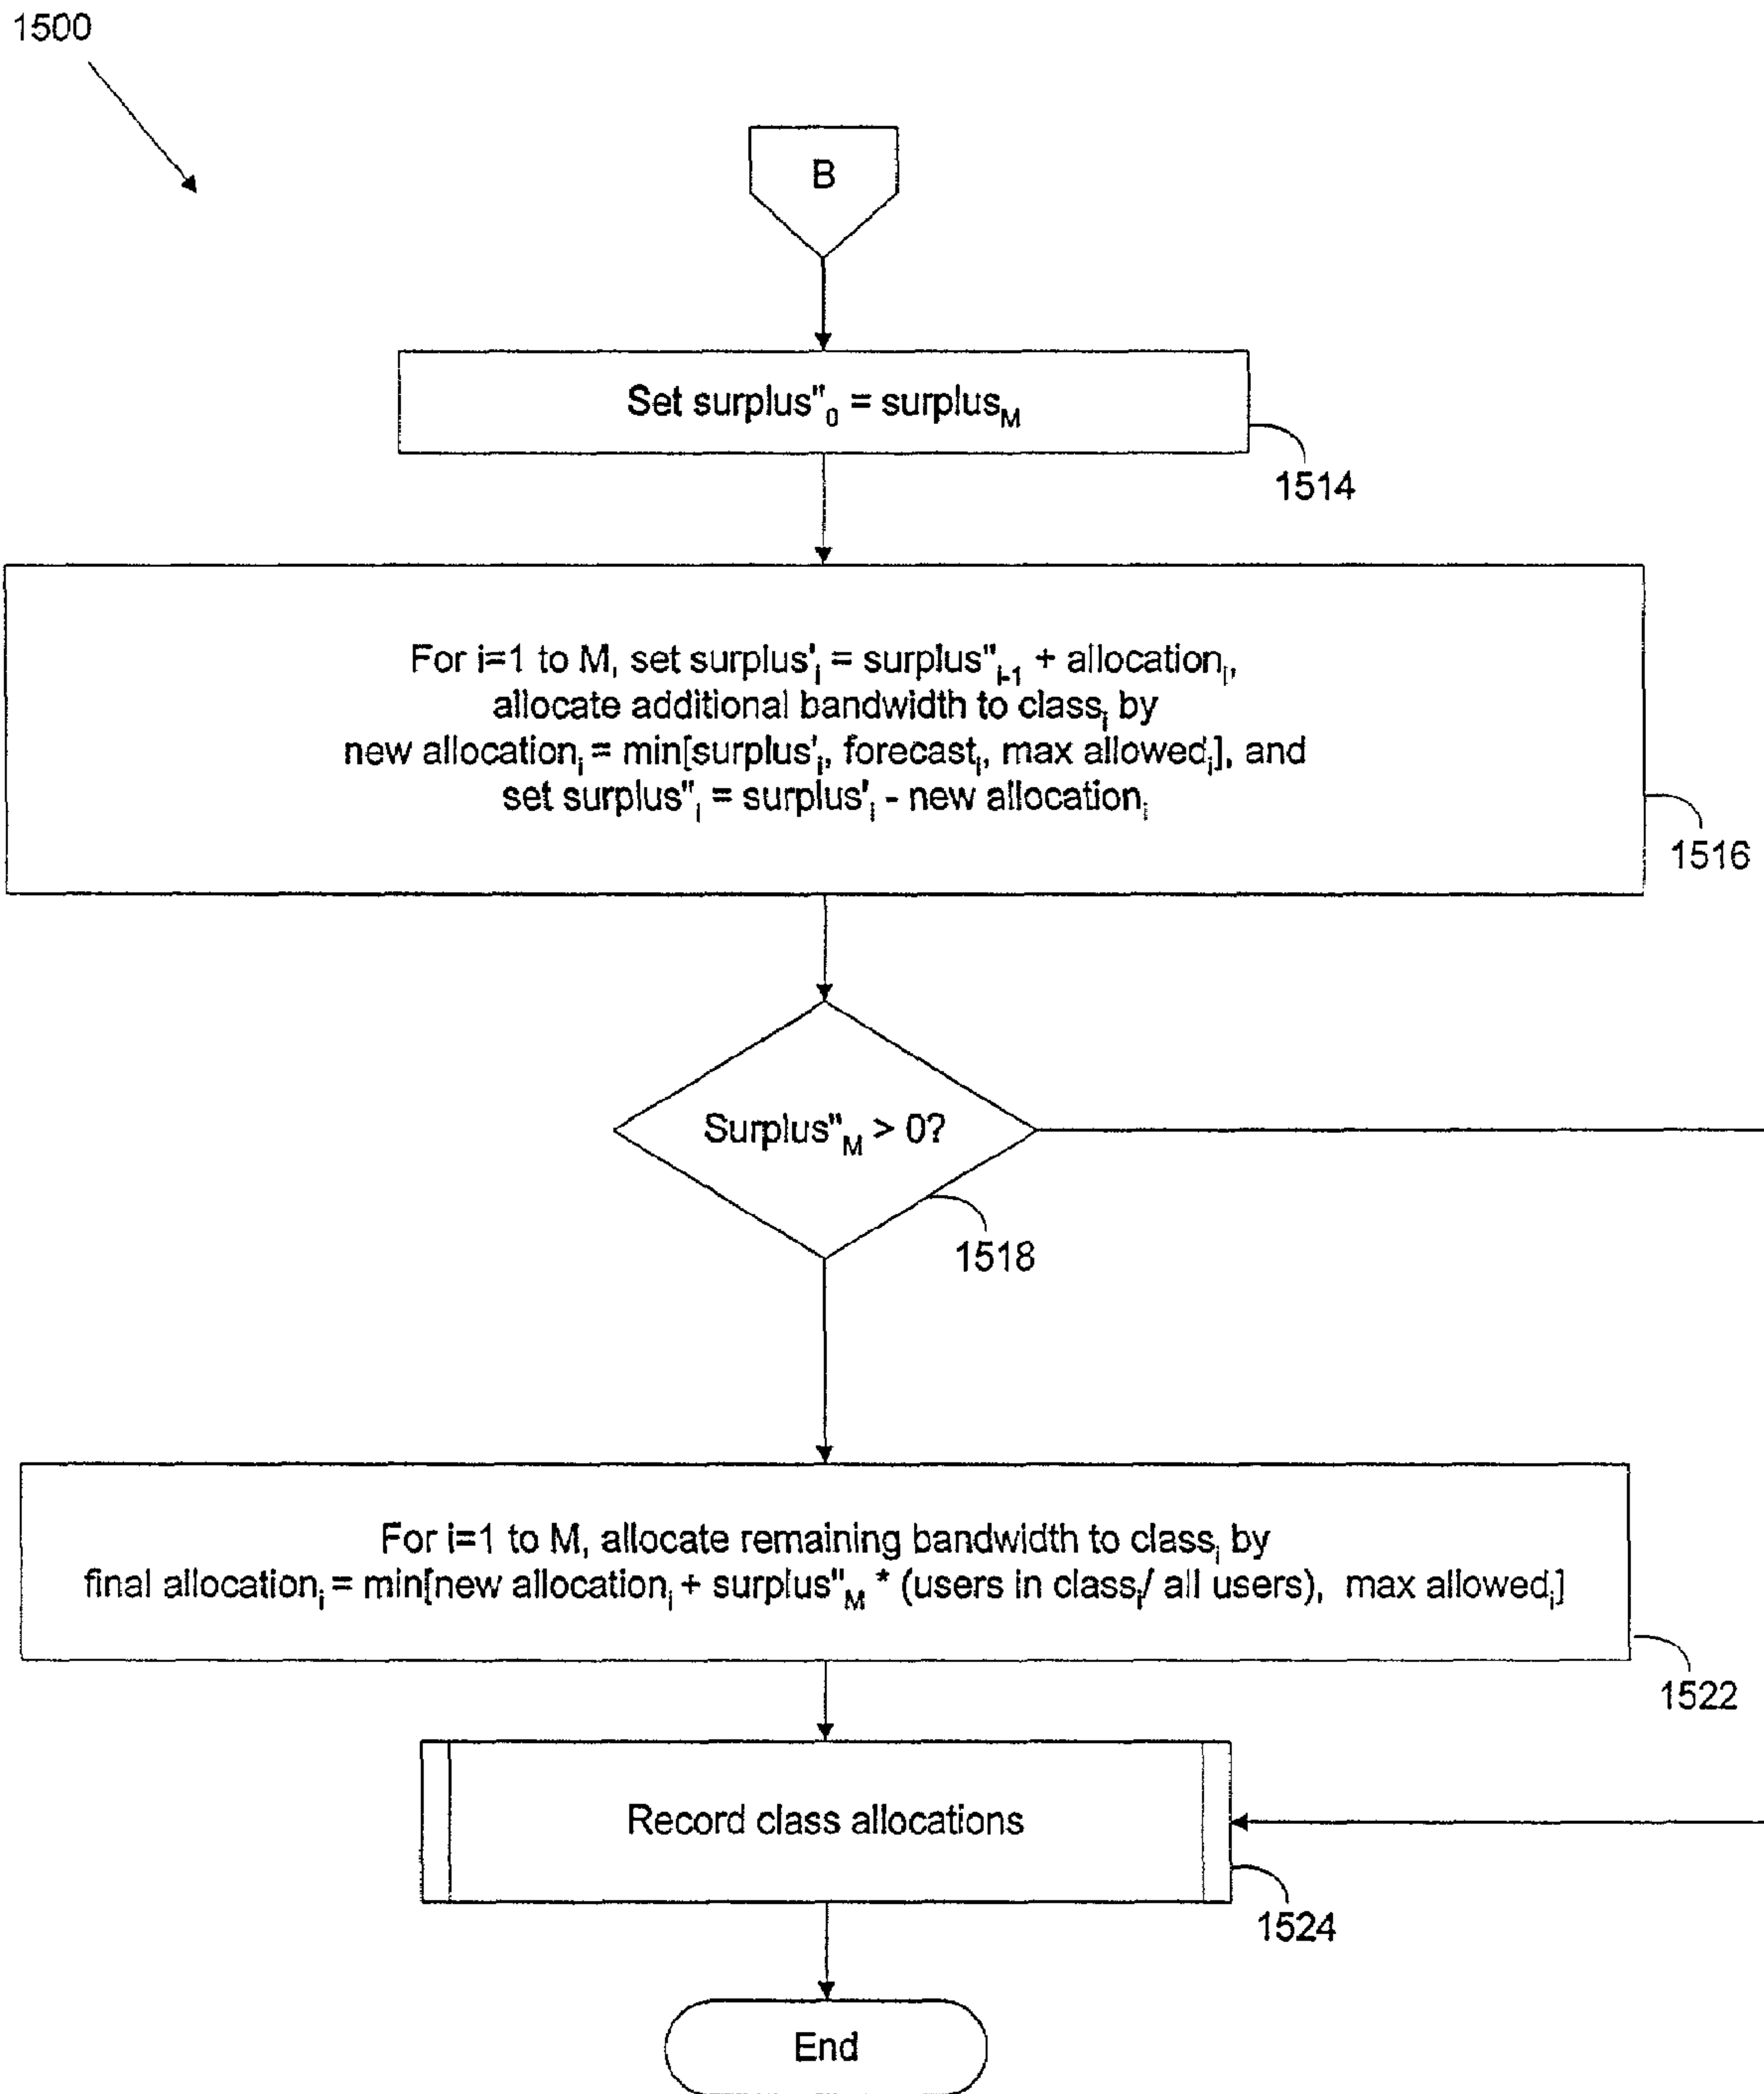 1500
B
Set surplus"₀ = surplus_M
1514
For i=1 to M, set surplus'ᵢ = surplus"ᵢ₋₁ + allocationᵢ,
allocate additional bandwidth to classᵢ by
new allocationᵢ = min[surplus'ᵢ, forecastᵢ, max allowedᵢ], and
set surplus"ᵢ = surplus'ᵢ - new allocationᵢ
1516
Surplus"_M > 0?
1518
For i=1 to M, allocate remaining bandwidth to classᵢ by
final allocationᵢ = min[new allocationᵢ + surplus"_M * (users in classᵢ/ all users), max allowedᵢ]
1522
Record class allocations
1524
End